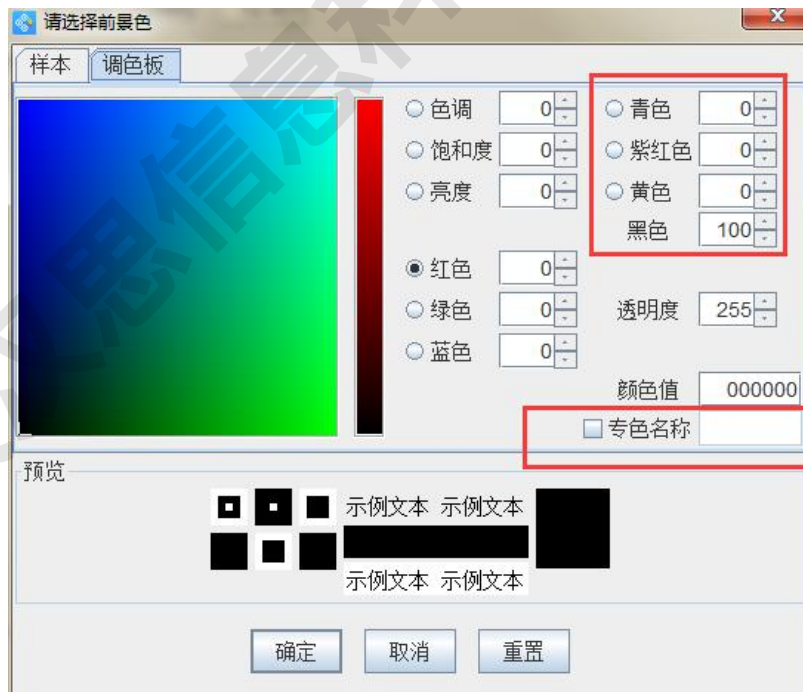 请选择前景色
样本 调色板
色调 0 青色 0
饱和度 0 紫红色 0
亮度 0 黄色 0
黑色 100
红色 0
绿色 0 透明度 255
蓝色 0
颜色值 000000
专色名称
预览
示例文本 示例文本
示例文本 示例文本
确定 取消 重置